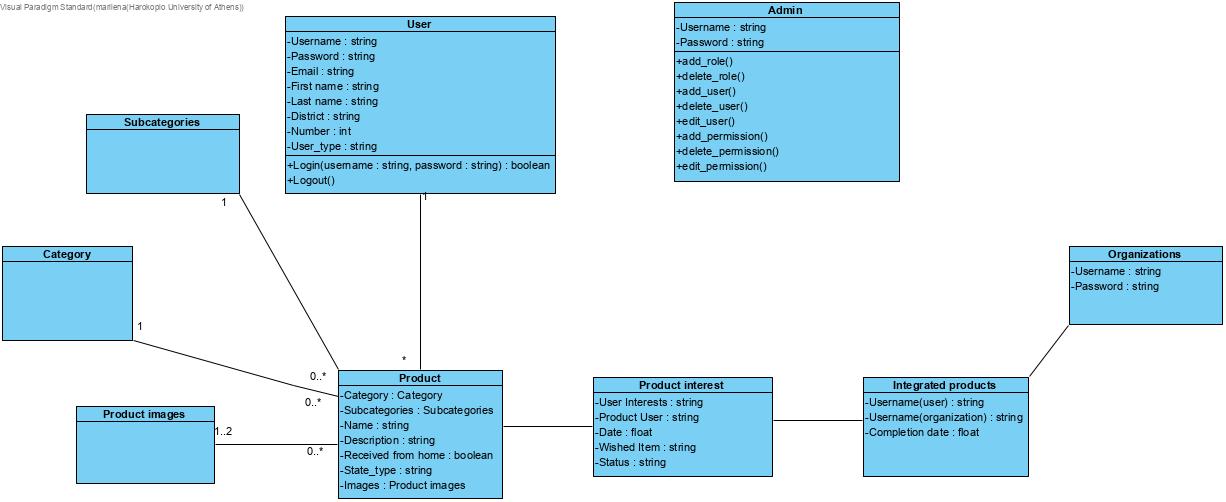 Visual Paradigm Standard(marilena(Harokopio University of Athens))
User
-Username : string
-Password : string
-Email : string
-First name : string
-Last name : string
-District : string
-Number : int
-User_type : string
+Login(username : string, password : string) : boolean
+Logout()
Admin
-Username : string
-Password : string
+add_role()
+delete_role()
+add_user()
+delete_user()
+edit_user()
+add_permission()
+delete_permission()
+edit_permission()
Subcategories
1
1
Category
1
Organizations
-Username : string
-Password : string
*
0..*
0..*
Product
-Category : Category
-Subcategories : Subcategories
-Name : string
-Description : string
-Received from home : boolean
-State_type : string
-Images : Product images
Product images
1..2
0..*
Product interest
-User Interests : string
-Product User : string
-Date : float
-Wished Item : string
-Status : string
Integrated products
-Username(user) : string
-Username(organization) : string
-Completion date : float